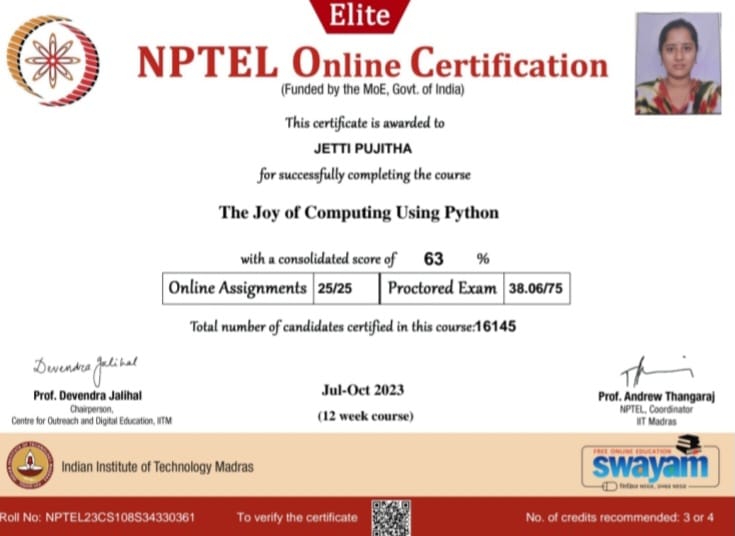 Elite
NPTEL Online Certification
(Funded by the MoE, Govt. of India)
This certificate is awarded to
JETTI PUJITHA
for successfully completing the course
The Joy of Computing Using Python
with a consolidated score of 63 %
Online Assignments 25/25 Proctored Exam 38.06/75
Total number of candidates certified in this course:16145
Devendra Jalihal
Prof. Devendra Jalihal
Chairperson,
Centre for Outreach and Digital Education, IITM
Jul-Oct 2023
(12 week course)
Prof. Andrew Thangaraj
NPTEL, Coordinator
IIT Madras
Indian Institute of Technology Madras
FREE ONLINE EDUCATION
swayam
Roll No: NPTEL23CS108S34330361
To verify the certificate
No. of credits recommended: 3 or 4